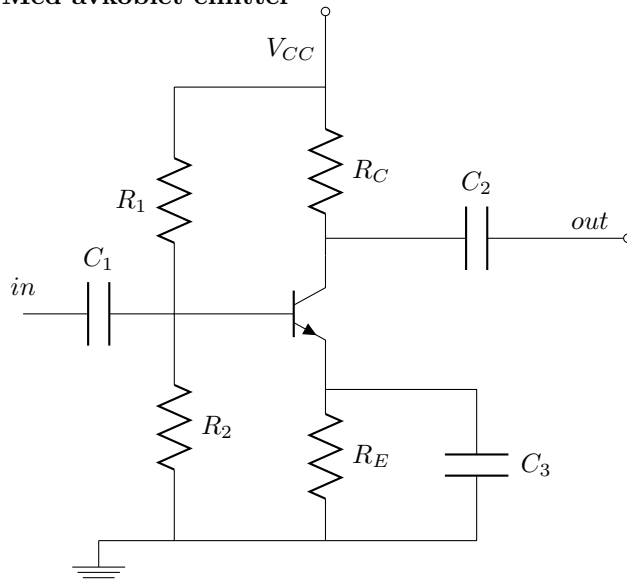 Med avkoblet emitter
V_CC
R_C
C_2
R_1
out
C_1
in
R_2
R_E
C_3